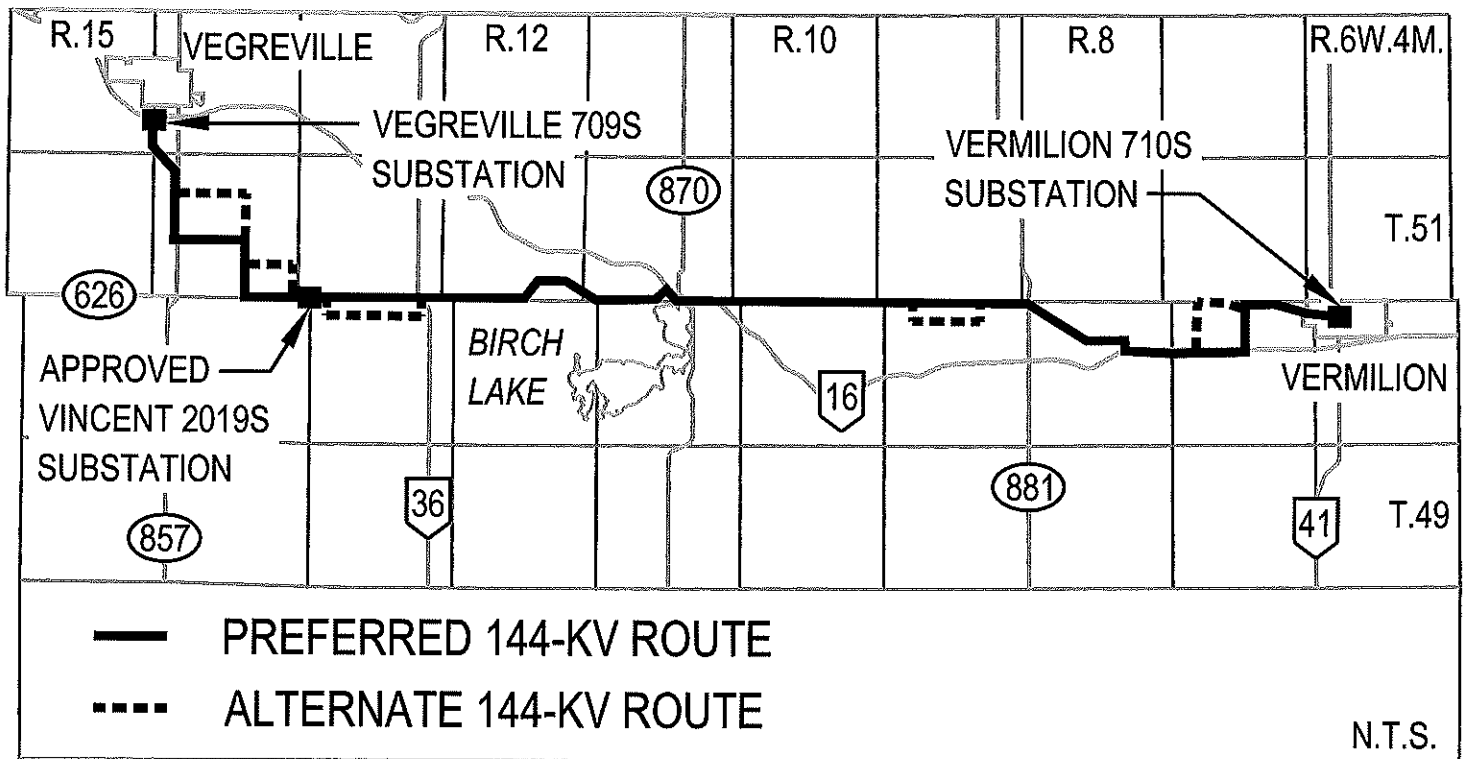 R.15
R.12
R.10
R.8
R.6W.4M.
VEGREVILLE
VEGREVILLE 709S
SUBSTATION
870
VERMILION 710S
SUBSTATION
T.51
626
APPROVED
VINCENT 2019S
SUBSTATION
BIRCH
LAKE
16
VERMILION
36
881
41
T.49
857
PREFERRED 144-KV ROUTE
ALTERNATE 144-KV ROUTE
N.T.S.